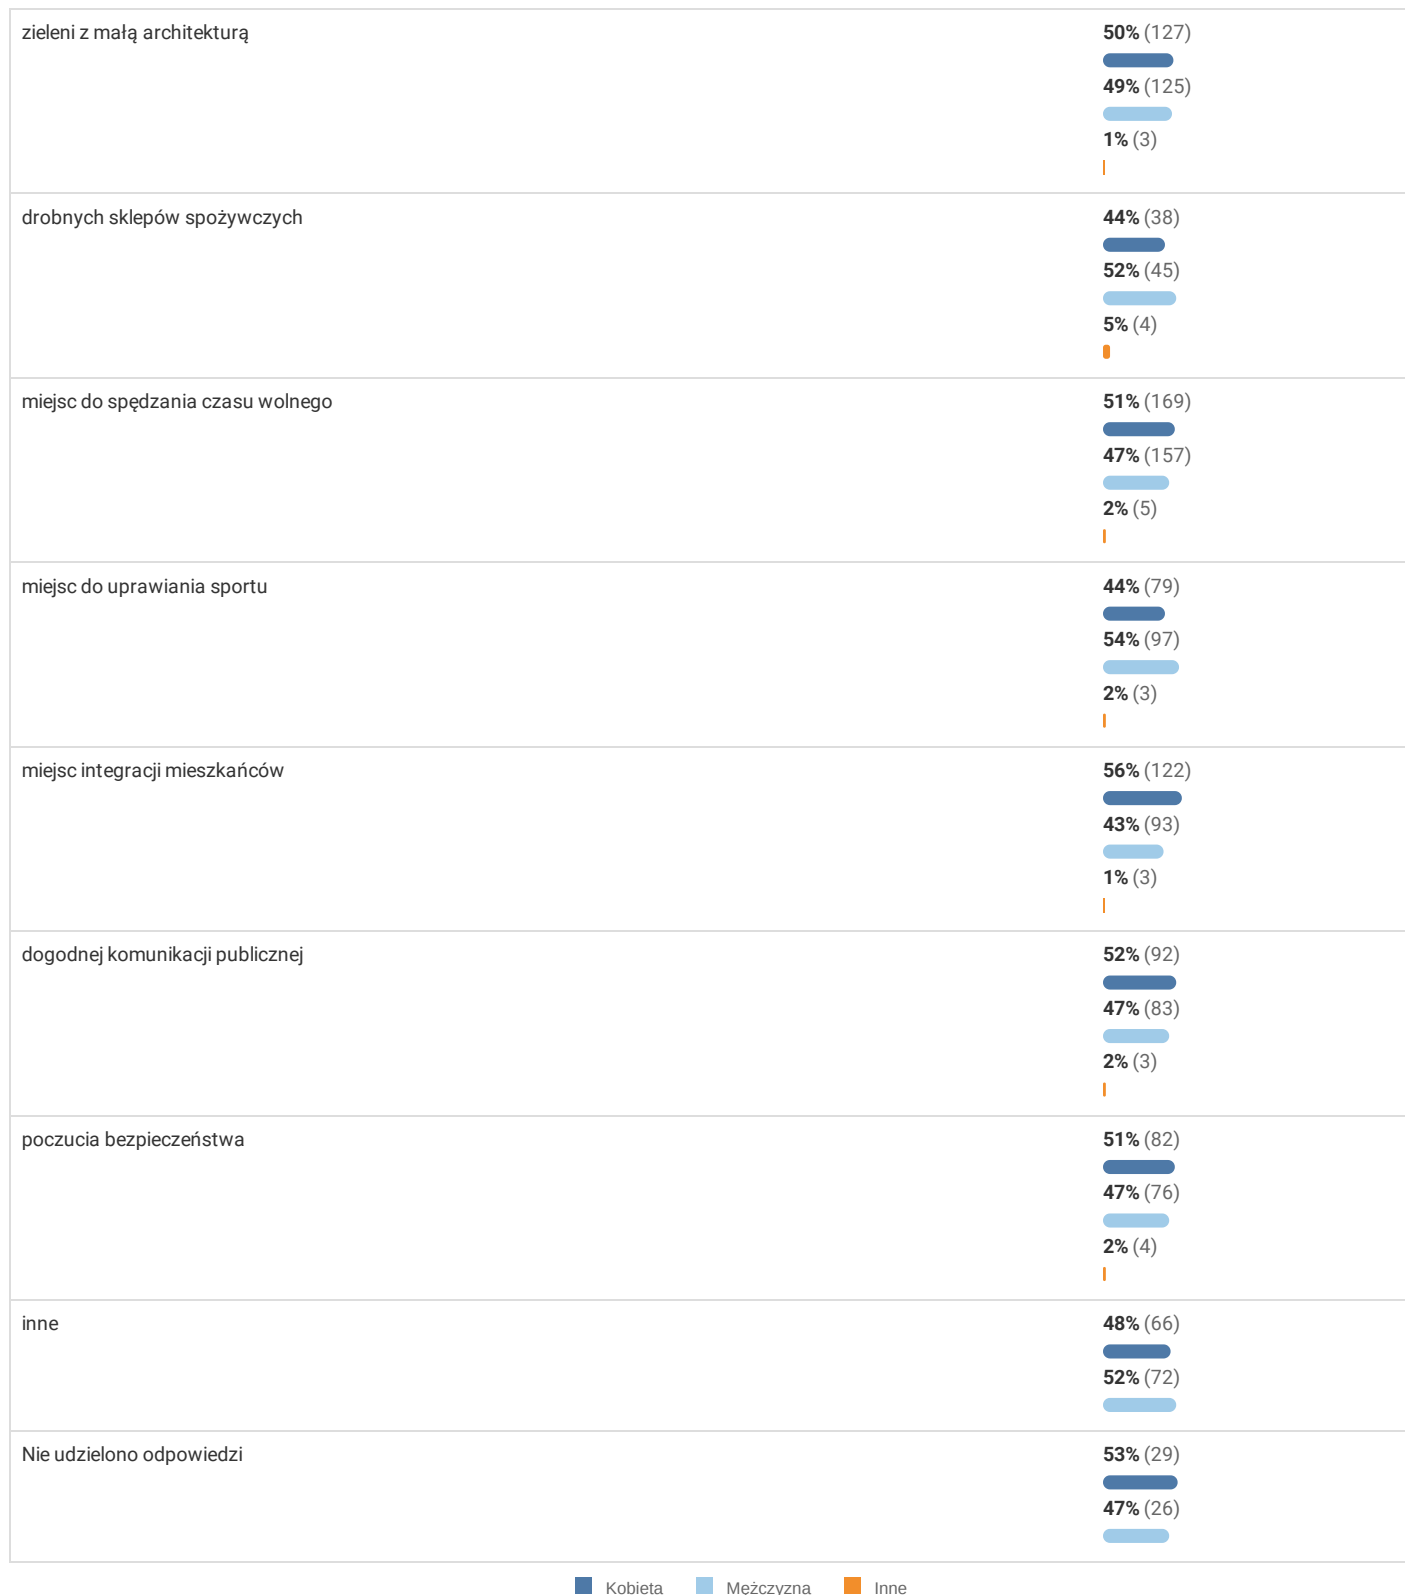 zieleni z małą architekturą
50% (127)
49% (125)
1% (3)
drobnych sklepów spożywczych
44% (38)
52% (45)
5% (4)
miejsc do spędzania czasu wolnego
51% (169)
47% (157)
2% (5)
miejsc do uprawiania sportu
44% (79)
54% (97)
2% (3)
miejsc integracji mieszkańców
56% (122)
43% (93)
1% (3)
dogodnej komunikacji publicznej
52% (92)
47% (83)
2% (3)
poczucia bezpieczeństwa
51% (82)
47% (76)
2% (4)
inne
48% (66)
52% (72)
Nie udzielono odpowiedzi
53% (29)
47% (26)
Kobieta Mężczyzna Inne